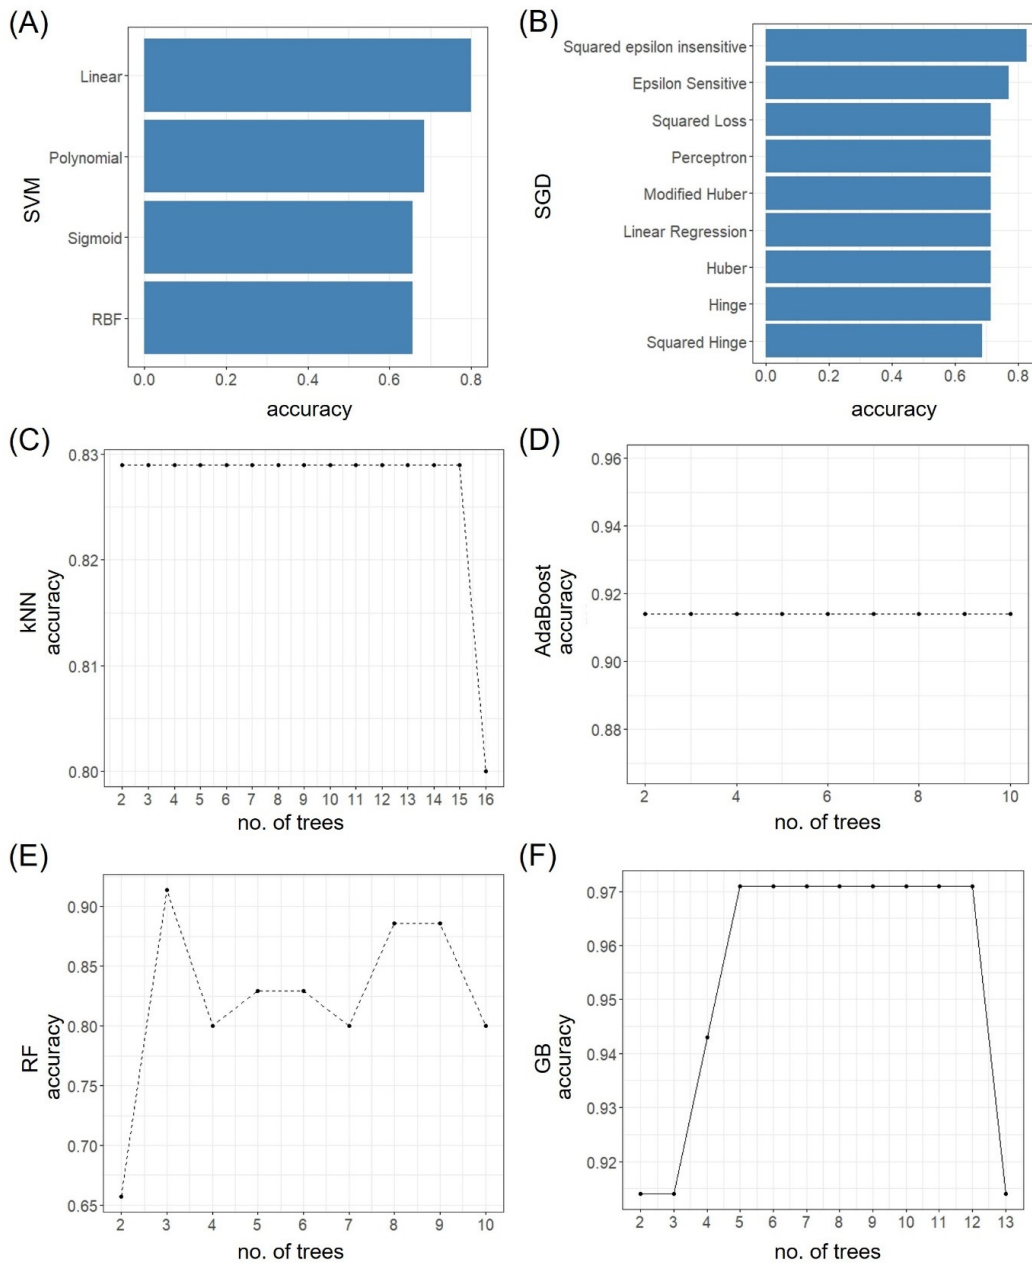 (A)
SVM
Linear
Polynomial
Sigmoid
RBF
0.0 0.2 0.4 0.6 0.8
accuracy
(B)
SGD
Squared epsilon insensitive
Epsilon Sensitive
Squared Loss
Perceptron
Modified Huber
Linear Regression
Huber
Hinge
Squared Hinge
0.0 0.2 0.4 0.6 0.8
accuracy
(C)
kNN
accuracy
0.83
0.82
0.81
0.80
2 3 4 5 6 7 8 9 10 11 12 13 14 15 16
no. of trees
(D)
AdaBoost
accuracy
0.96
0.94
0.92
0.90
0.88
2 4 6 8 10
no. of trees
(E)
RF
accuracy
0.90
0.85
0.80
0.75
0.70
0.65
2 3 4 5 6 7 8 9 10
no. of trees
(F)
GB
accuracy
0.97
0.96
0.95
0.94
0.93
0.92
2 3 4 5 6 7 8 9 10 11 12 13
no. of trees